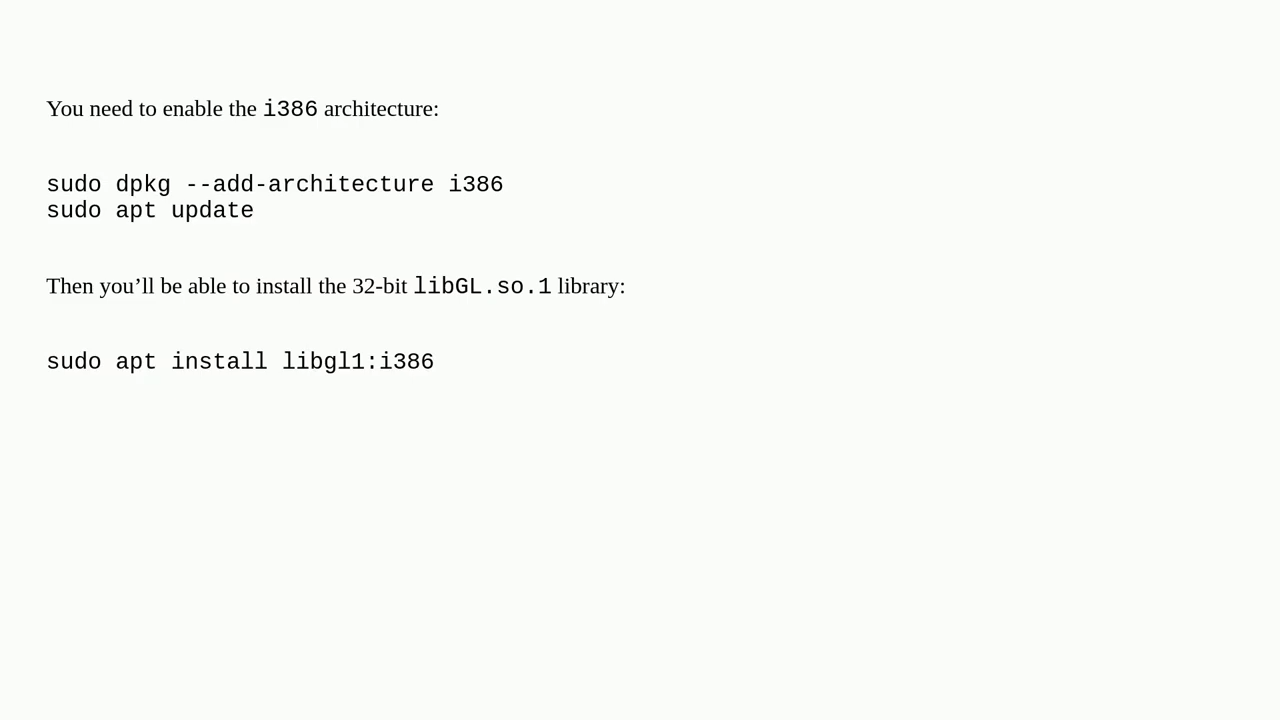 You need to enable the i386 architecture:
sudo dpkg --add-architecture i386
sudo apt update
Then you’ll be able to install the 32-bit libGL.so.1 library:
sudo apt install libgl1:i386